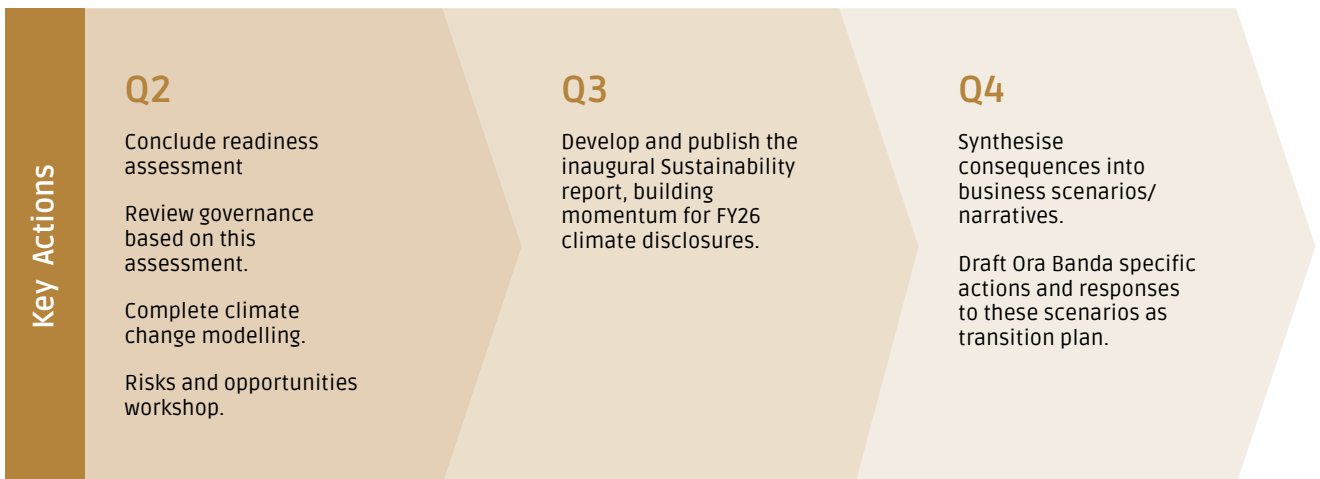 Key Actions
Q2
Conclude readiness
assessment
Review governance
based on this
assessment.
Complete climate
change modelling.
Risks and opportunities
workshop.
Q3
Develop and publish the
inaugural Sustainability
report, building
momentum for FY26
climate disclosures.
Q4
Synthesise
consequences into
business scenarios/
narratives.
Draft Ora Banda specific
actions and responses
to these scenarios as
transition plan.